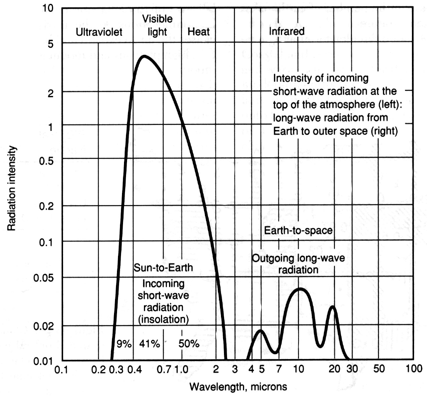 Visible
Ultraviolet light Heat Infrared
Intensity of incoming
short-wave radiation at the
top of the atmosphere (left):
long-wave radiation from
Earth to outer space (right)
Radiation intensity
10
5
2
1
0.5
0.2
0.1
0.05
0.02
0.01
Earth-to-space
Outgoing long-wave
radiation
Sun-to-Earth
Incoming
short-wave
radiation
(insolation)
9% 41% 50%
0.1 0.2 0.3 0.4 0.7 1.0 2 3 4 5 7 10 20 30 50 100
Wavelength, microns